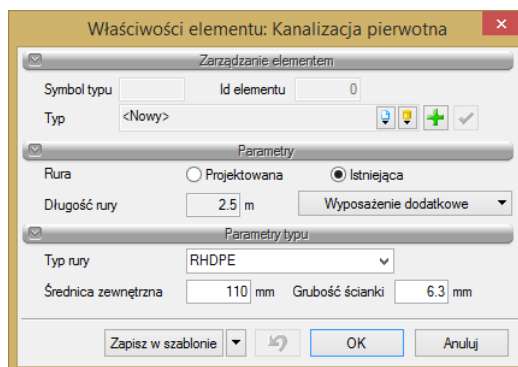 Właściwości elementu: Kanalizacja pierwotna
Zarządzanie elementem
Symbol typu Id elementu 0
Typ <Nowy>
Parametry
Rura Projektowana Istniejąca
Długość rury 2.5 m Wyposażenie dodatkowe
Parametry typu
Typ rury RHDPE
Średnica zewnętrzna 110 mm Grubość ścianki 6.3 mm
Zapisz w szablonie OK Anuluj